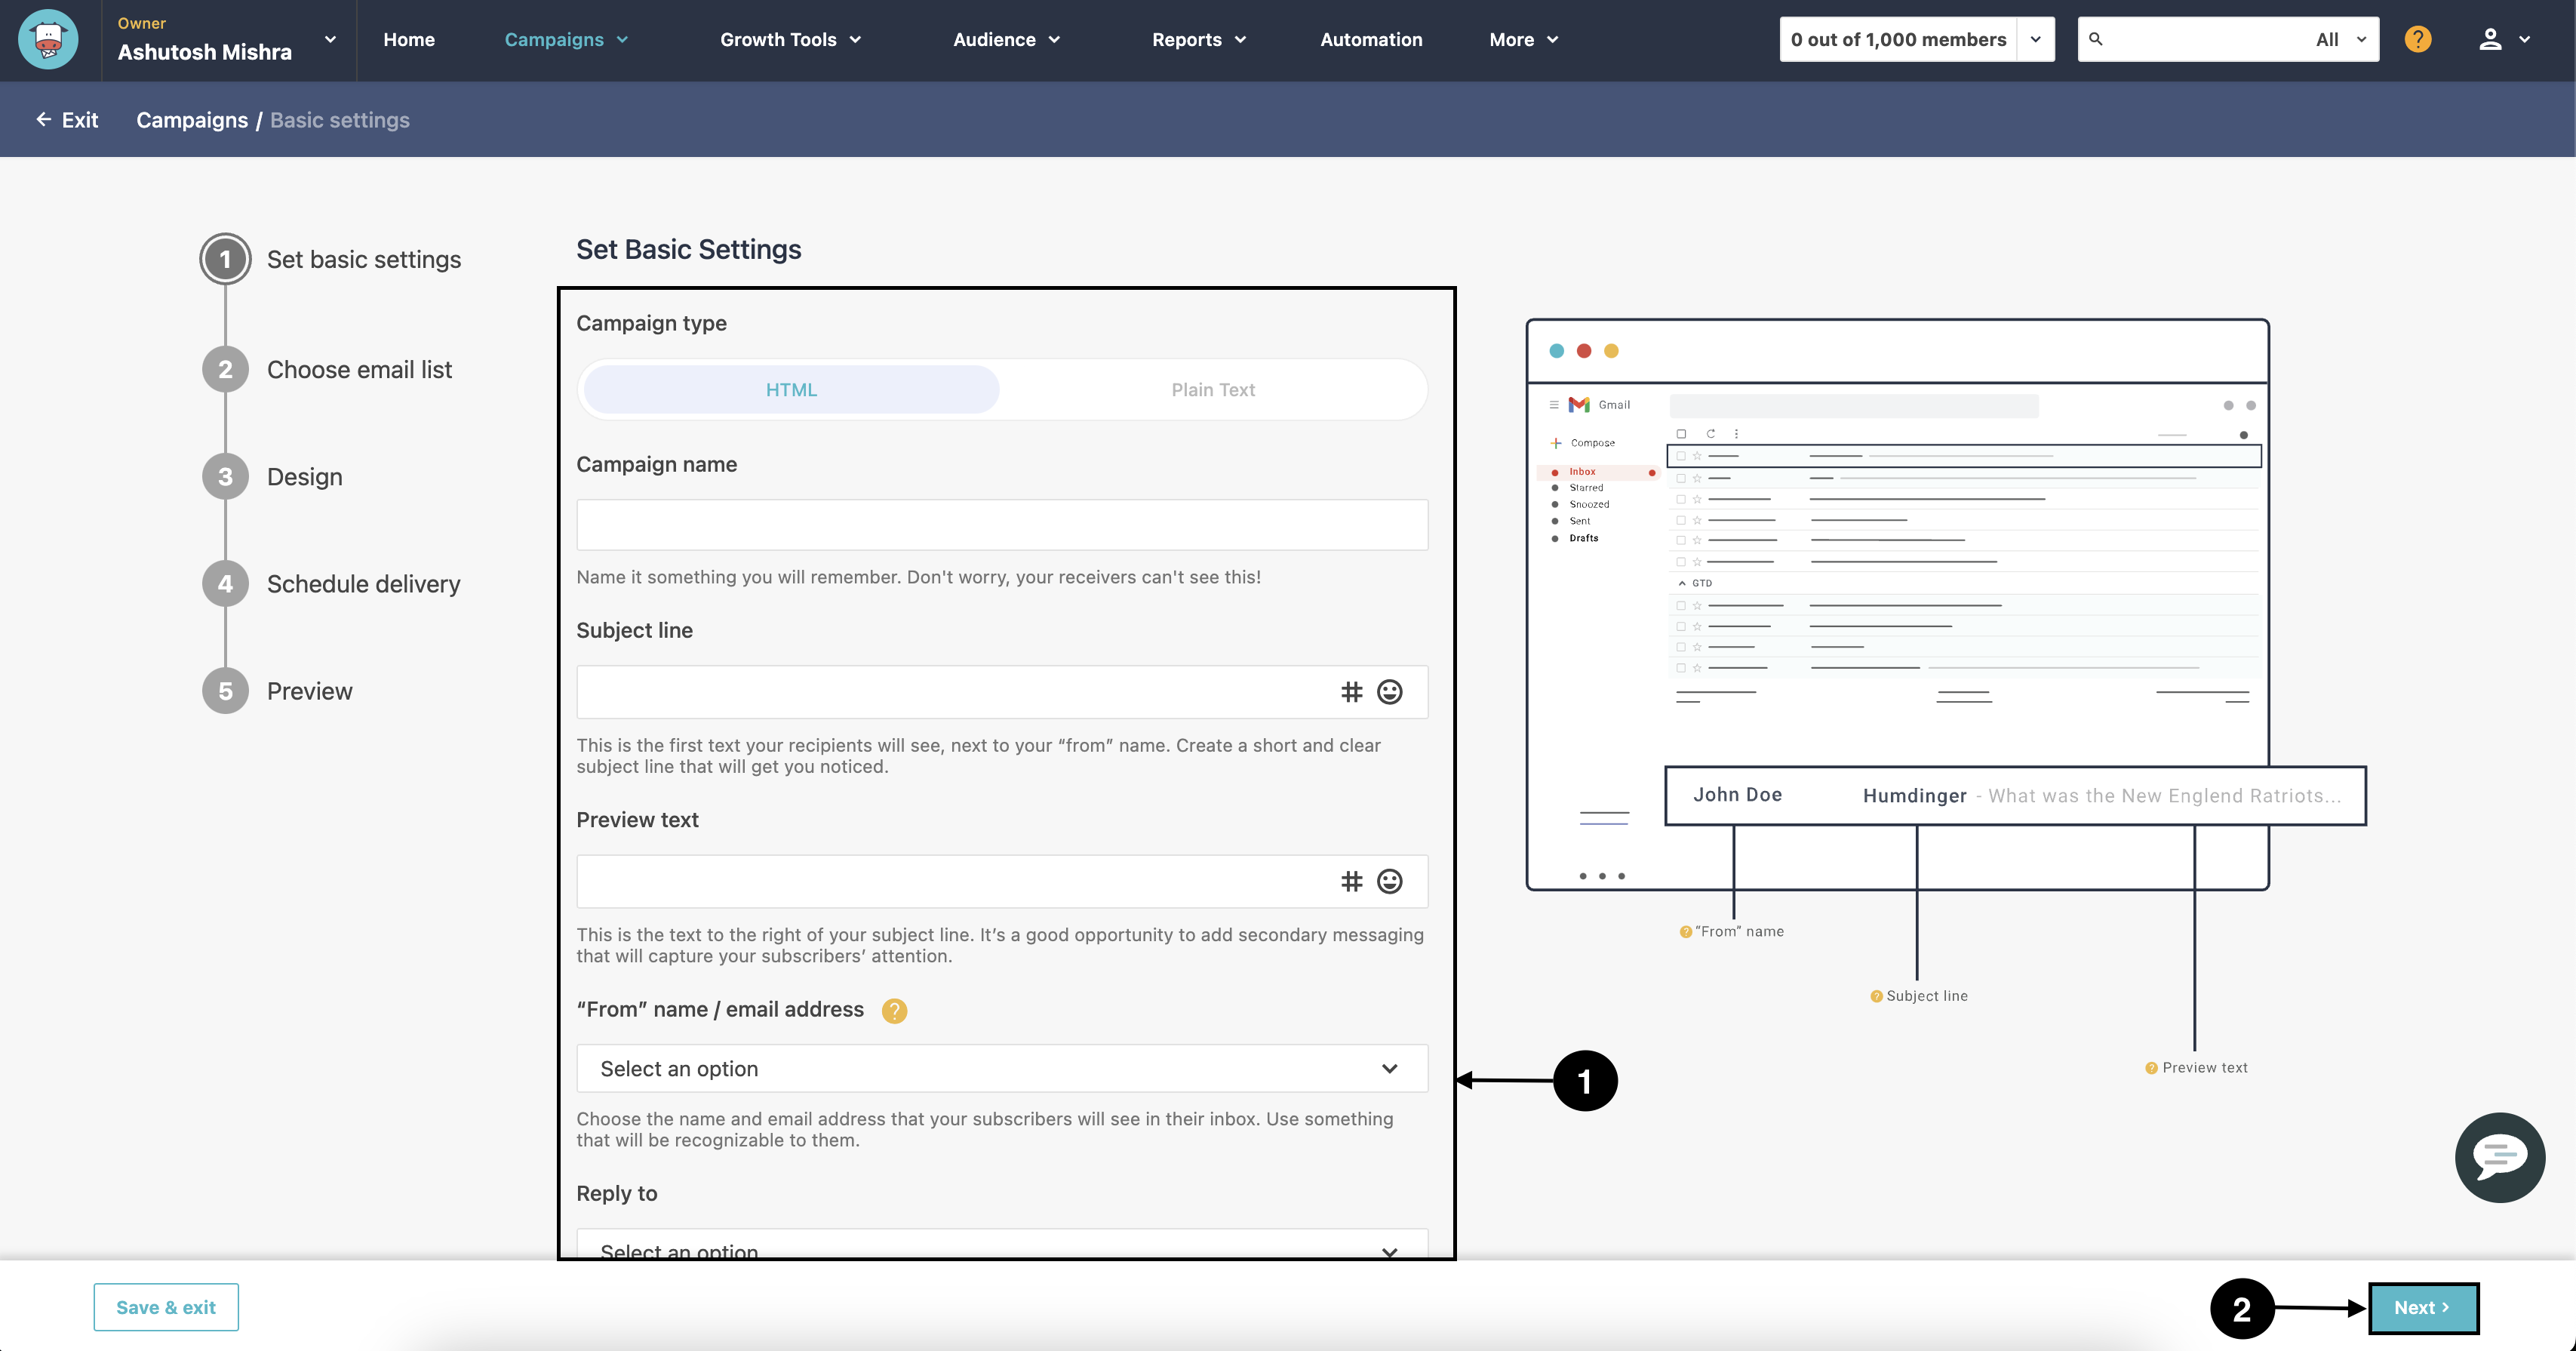 Owner
Ashutosh Mishra
Home
Campaigns
Growth Tools
Audience
Reports
Automation
More
0 out of 1,000 members
All
?
Exit
Campaigns / Basic settings
1 Set basic settings
2 Choose email list
3 Design
4 Schedule delivery
5 Preview
Set Basic Settings
Campaign type
HTML
Plain Text
Campaign name
Name it something you will remember. Don't worry, your receivers can't see this!
Subject line
#
This is the first text your recipients will see, next to your “from” name. Create a short and clear
subject line that will get you noticed.
Preview text
#
This is the text to the right of your subject line. It’s a good opportunity to add secondary messaging
that will capture your subscribers’ attention.
“From” name / email address ?
Select an option
Choose the name and email address that your subscribers will see in their inbox. Use something
that will be recognizable to them.
Reply to
Select an option
Gmail
Compose
Inbox
Starred
Snoozed
Sent
Drafts
GTD
John Doe
Humdinger - What was the New Englend Ratriots...
? “From” name
? Subject line
? Preview text
1
Save & exit
2
Next >